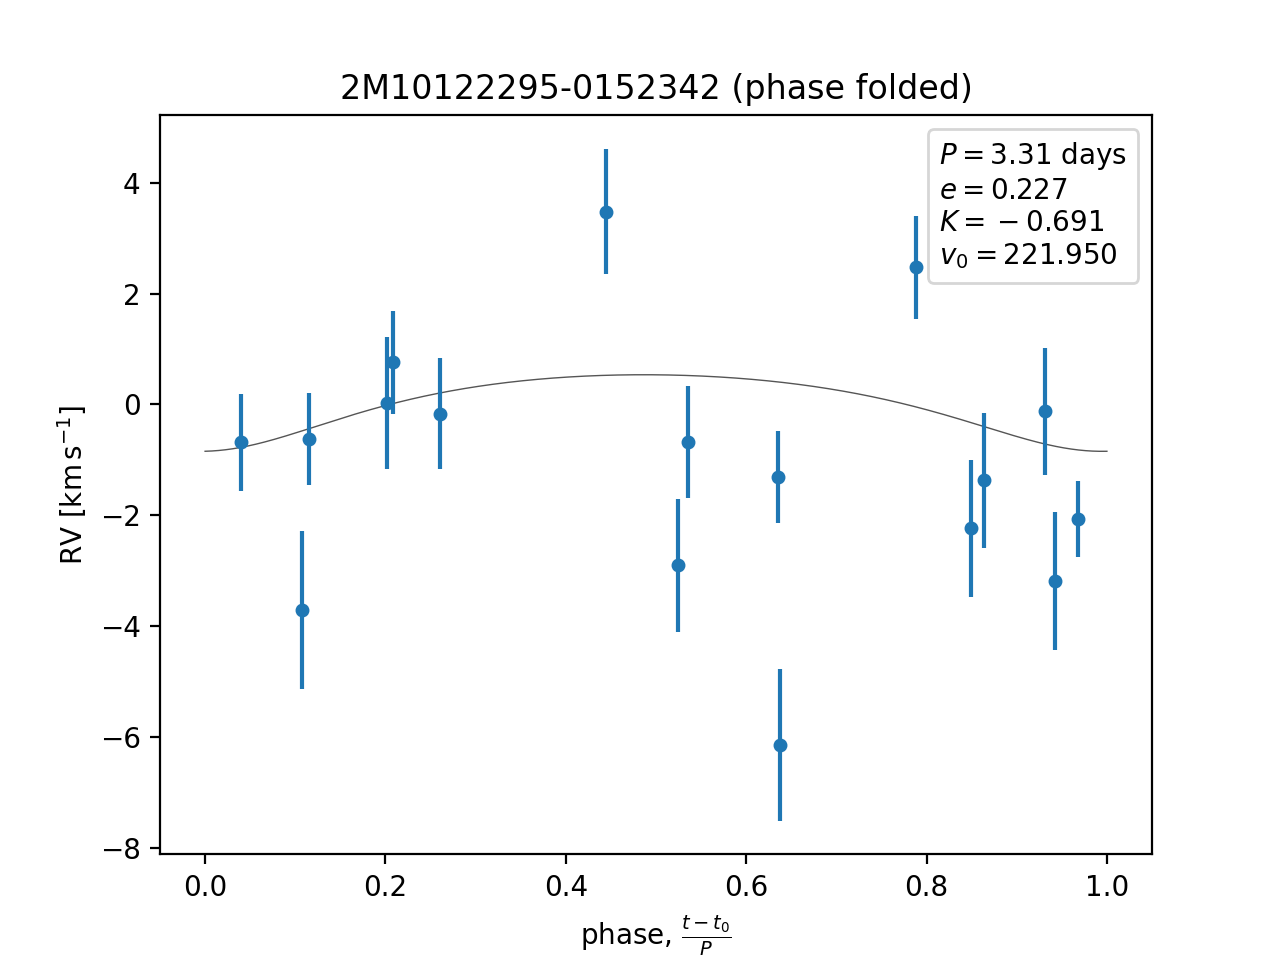 2M10122295-0152342 (phase folded)
P = 3.31 days
e = 0.227
K = −0.691
v₀ = 221.950
4
2
0
−2
−4
−6
−8
RV [km s⁻¹]
0.0 0.2 0.4 0.6 0.8 1.0
phase, (t − t₀)/P